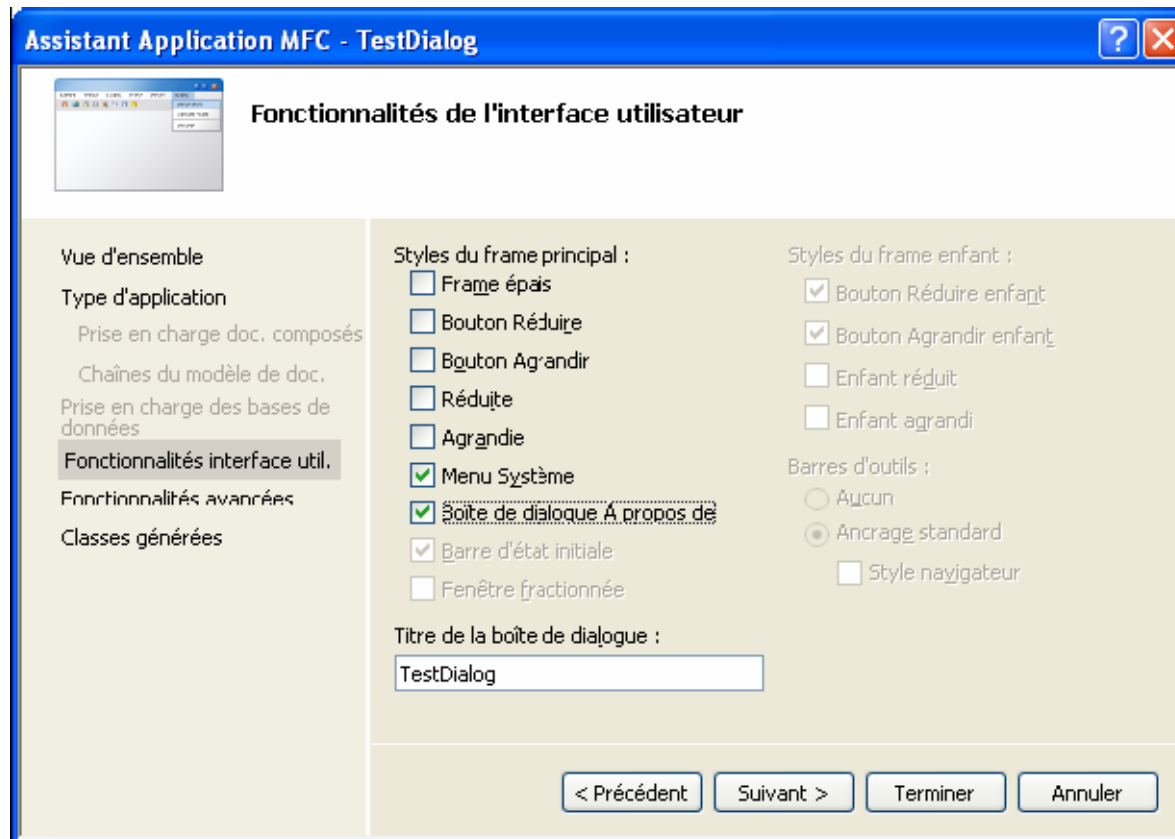 Assistant Application MFC - TestDialog
Fonctionnalités de l'interface utilisateur
Vue d'ensemble
Type d'application
Prise en charge doc. composés
Chaînes du modèle de doc.
Prise en charge des bases de
données
Fonctionnalités interface util.
Fonctionnalités avancées
Classes générées
Styles du frame principal :
Frame épais
Bouton Réduire
Bouton Agrandir
Réduite
Agrandie
Menu Système
Boîte de dialogue À propos de
Barre d'état initiale
Fenêtre fractionnée
Titre de la boîte de dialogue :
TestDialog
Styles du frame enfant :
Bouton Réduire enfant
Bouton Agrandir enfant
Enfant réduit
Enfant agrandi
Barres d'outils :
Aucun
Ancrage standard
Style navigateur
< Précédent
Suivant >
Terminer
Annuler